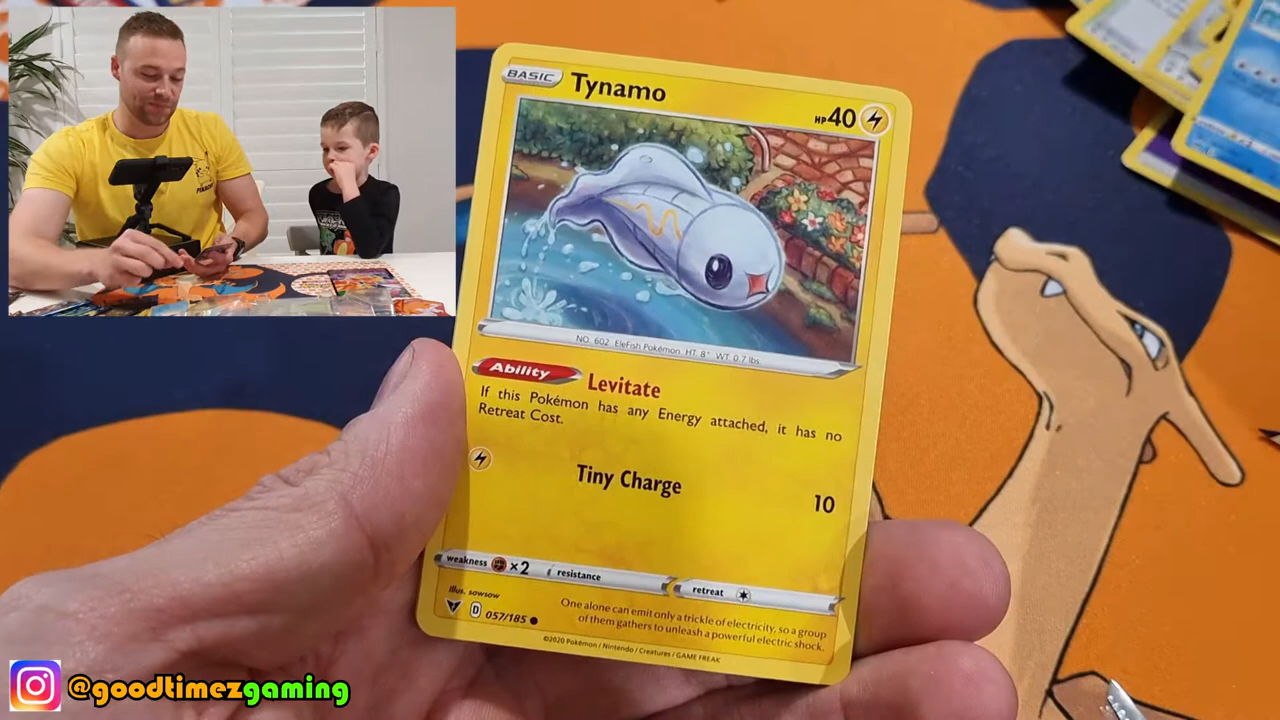 BASIC Tynamo HP 40
NO. 602 EleFish Pokémon HT: 8" WT: 0.7 lbs.
Ability Levitate
If this Pokémon has any Energy attached, it has no
Retreat Cost.
Tiny Charge 10
weakness ×2 resistance retreat
Illus. sowsow
D 057/185
One alone can emit only a trickle of electricity, so a group
of them gathers to unleash a powerful electric shock.
©2020 Pokémon / Nintendo / Creatures / GAME FREAK
@goodtimezgaming